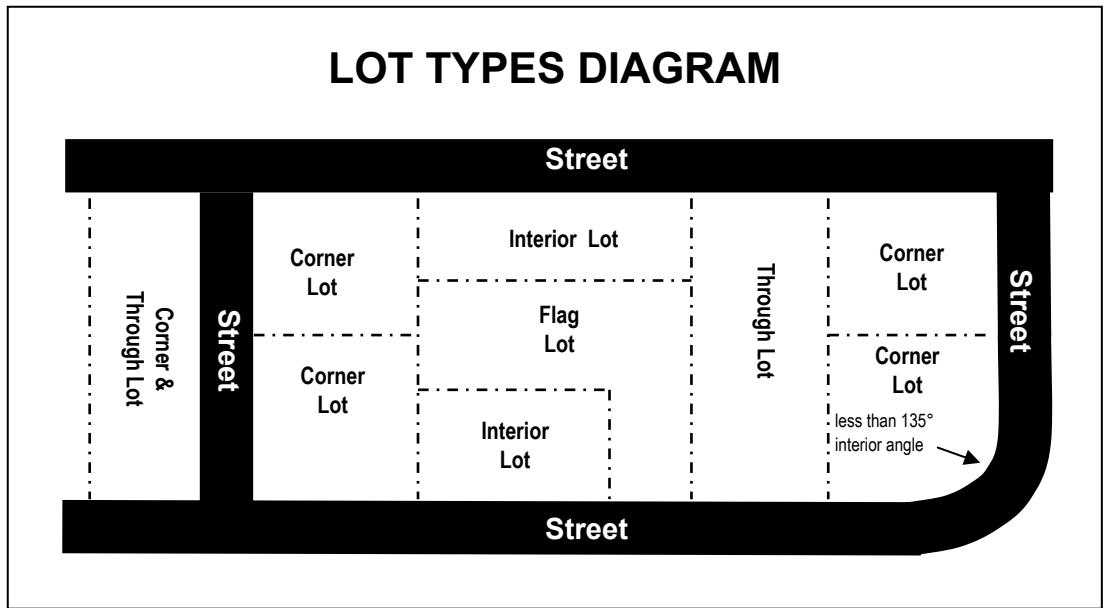 LOT TYPES DIAGRAM
Street
Corner &
Through Lot
Street
Corner
Lot
Corner
Lot
Interior Lot
Flag
Lot
Interior
Lot
Through Lot
Corner
Lot
Corner
Lot
less than 135°
interior angle
Street
Street